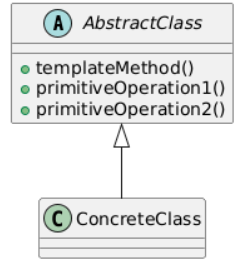 A AbstractClass
templateMethod()
primitiveOperation1()
primitiveOperation2()
C ConcreteClass